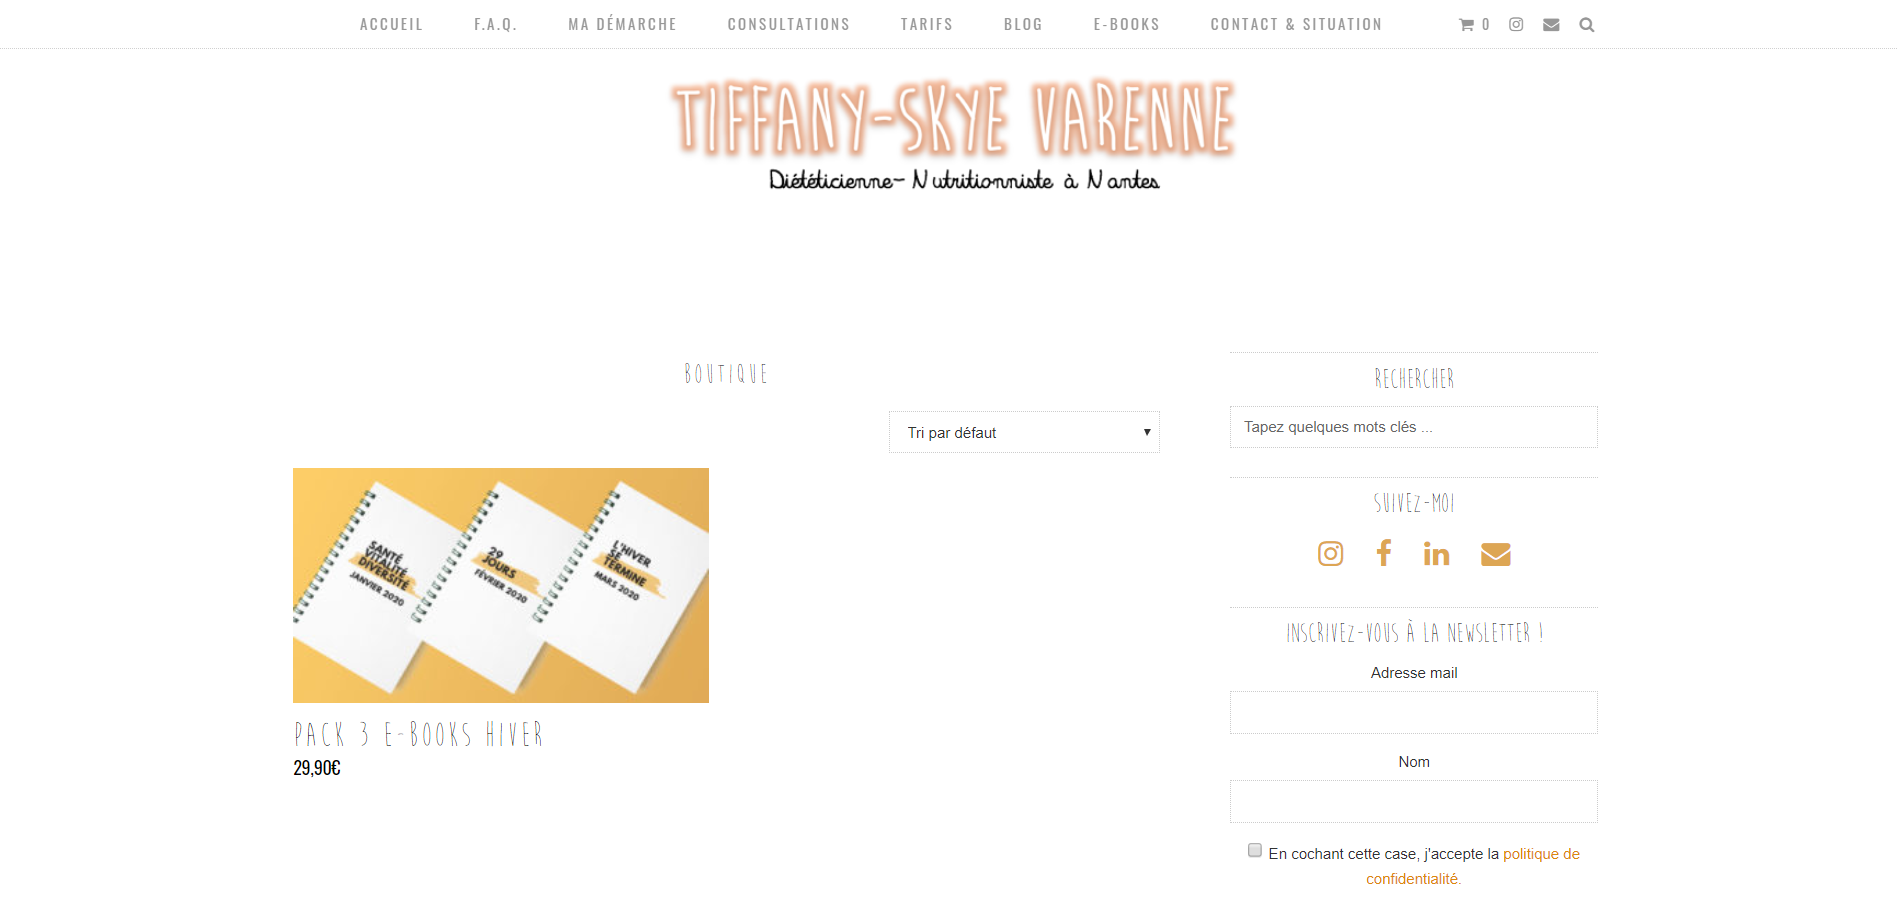 ACCUEIL F.A.Q. MA DÉMARCHE CONSULTATIONS TARIFS BLOG E-BOOKS CONTACT & SITUATION 0
TIFFANY-SKYE VARENNE
Diététicienne-Nutritionniste à Nantes
BOUTIQUE
Tri par défaut
SANTÉ
VITALITÉ
DIVERSITÉ
JANVIER 2020
29
JOURS
FÉVRIER 2020
L'HIVER
SE
TERMINE
MARS 2020
PACK 3 E-BOOKS HIVER
29,90€
RECHERCHER
Tapez quelques mots clés ...
SUIVEZ-MOI
INSCRIVEZ-VOUS À LA NEWSLETTER !
Adresse mail
Nom
En cochant cette case, j'accepte la politique de
confidentialité.